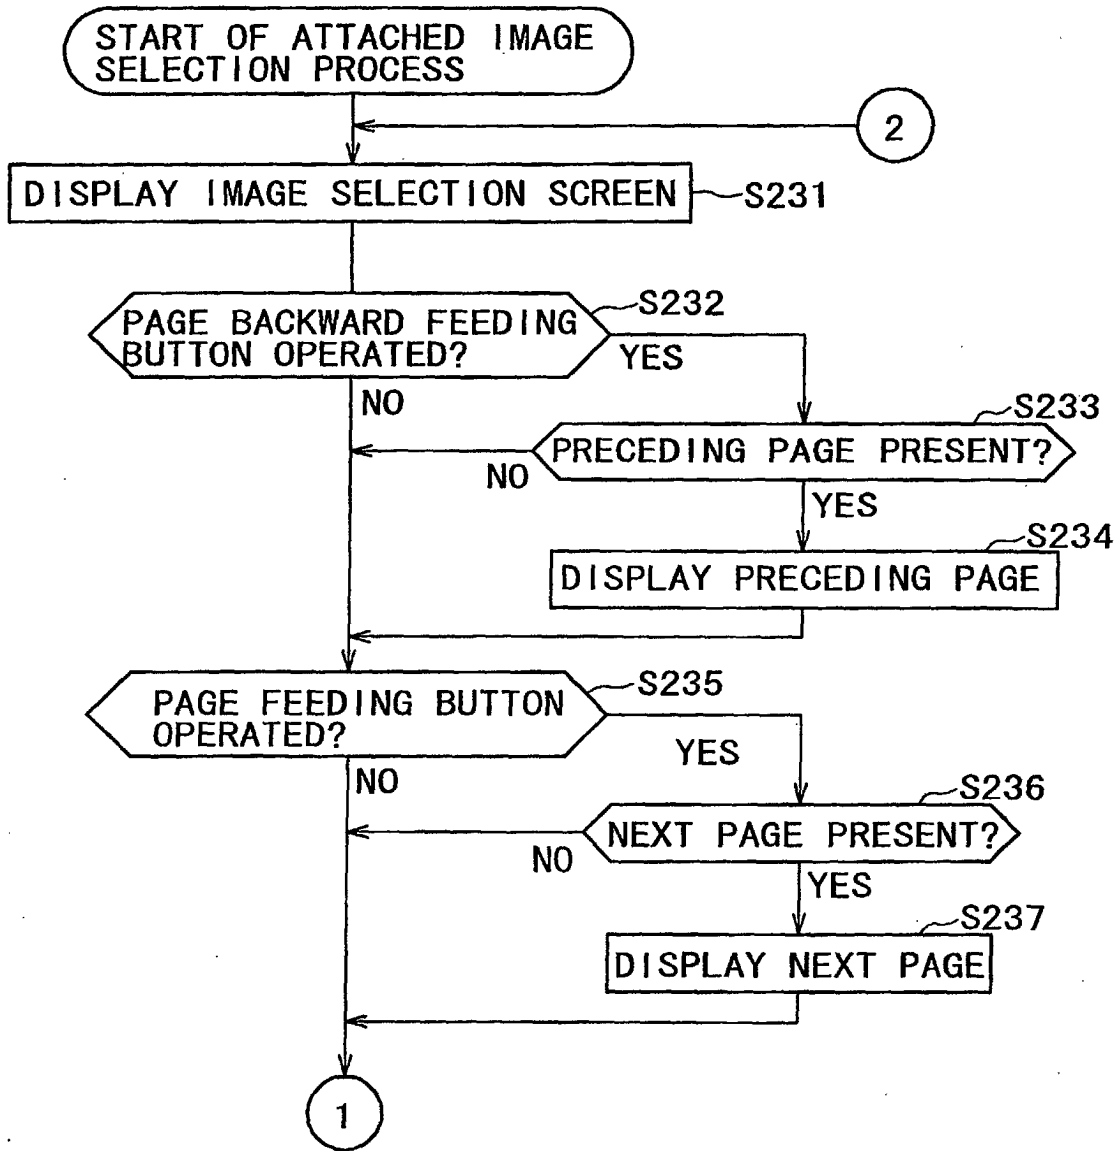 START OF ATTACHED IMAGE
SELECTION PROCESS
2
DISPLAY IMAGE SELECTION SCREEN
S231
S232
PAGE BACKWARD FEEDING
BUTTON OPERATED?
YES
NO
S233
PRECEDING PAGE PRESENT?
NO
YES
S234
DISPLAY PRECEDING PAGE
S235
PAGE FEEDING BUTTON
OPERATED?
YES
NO
S236
NEXT PAGE PRESENT?
NO
YES
S237
DISPLAY NEXT PAGE
1